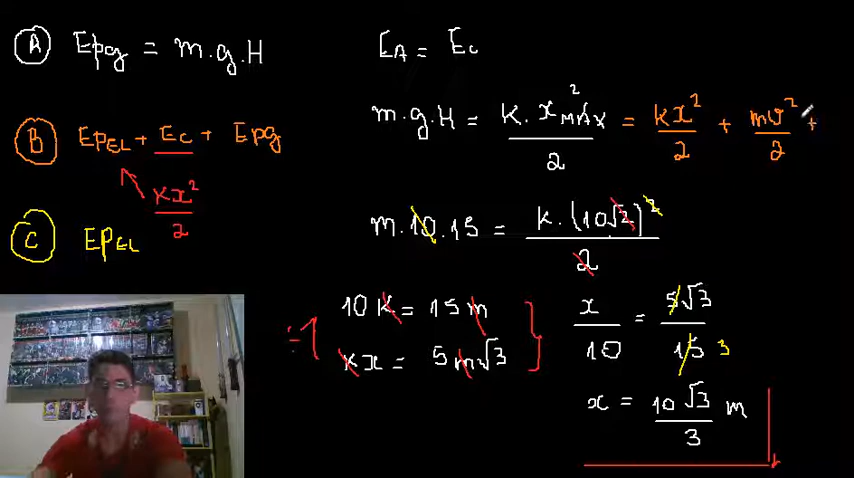 A Epg = m.g.H
B EPEL + Ec + Epg
kx²/2
C EPEL
EA = Ec
m.g.H = k.x²MÁX/2 = kx²/2 + mv²/2 +
m.10.15 = k.(10√2)²/2
10k = 15m
kx = 5m√3
÷
x/10 = 5√3/15 3
x = 10√3/3 m